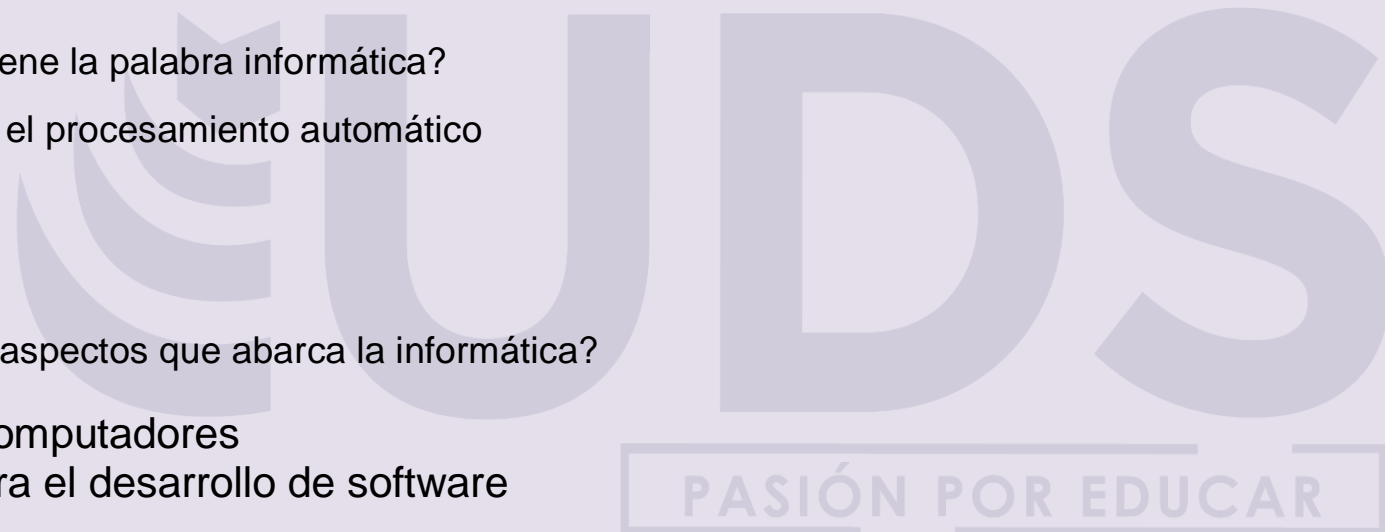 ene la palabra informática?
el procesamiento automático
UDS
aspectos que abarca la informática?
omputadores
ra el desarrollo de software
PASIÓN POR EDUCAR